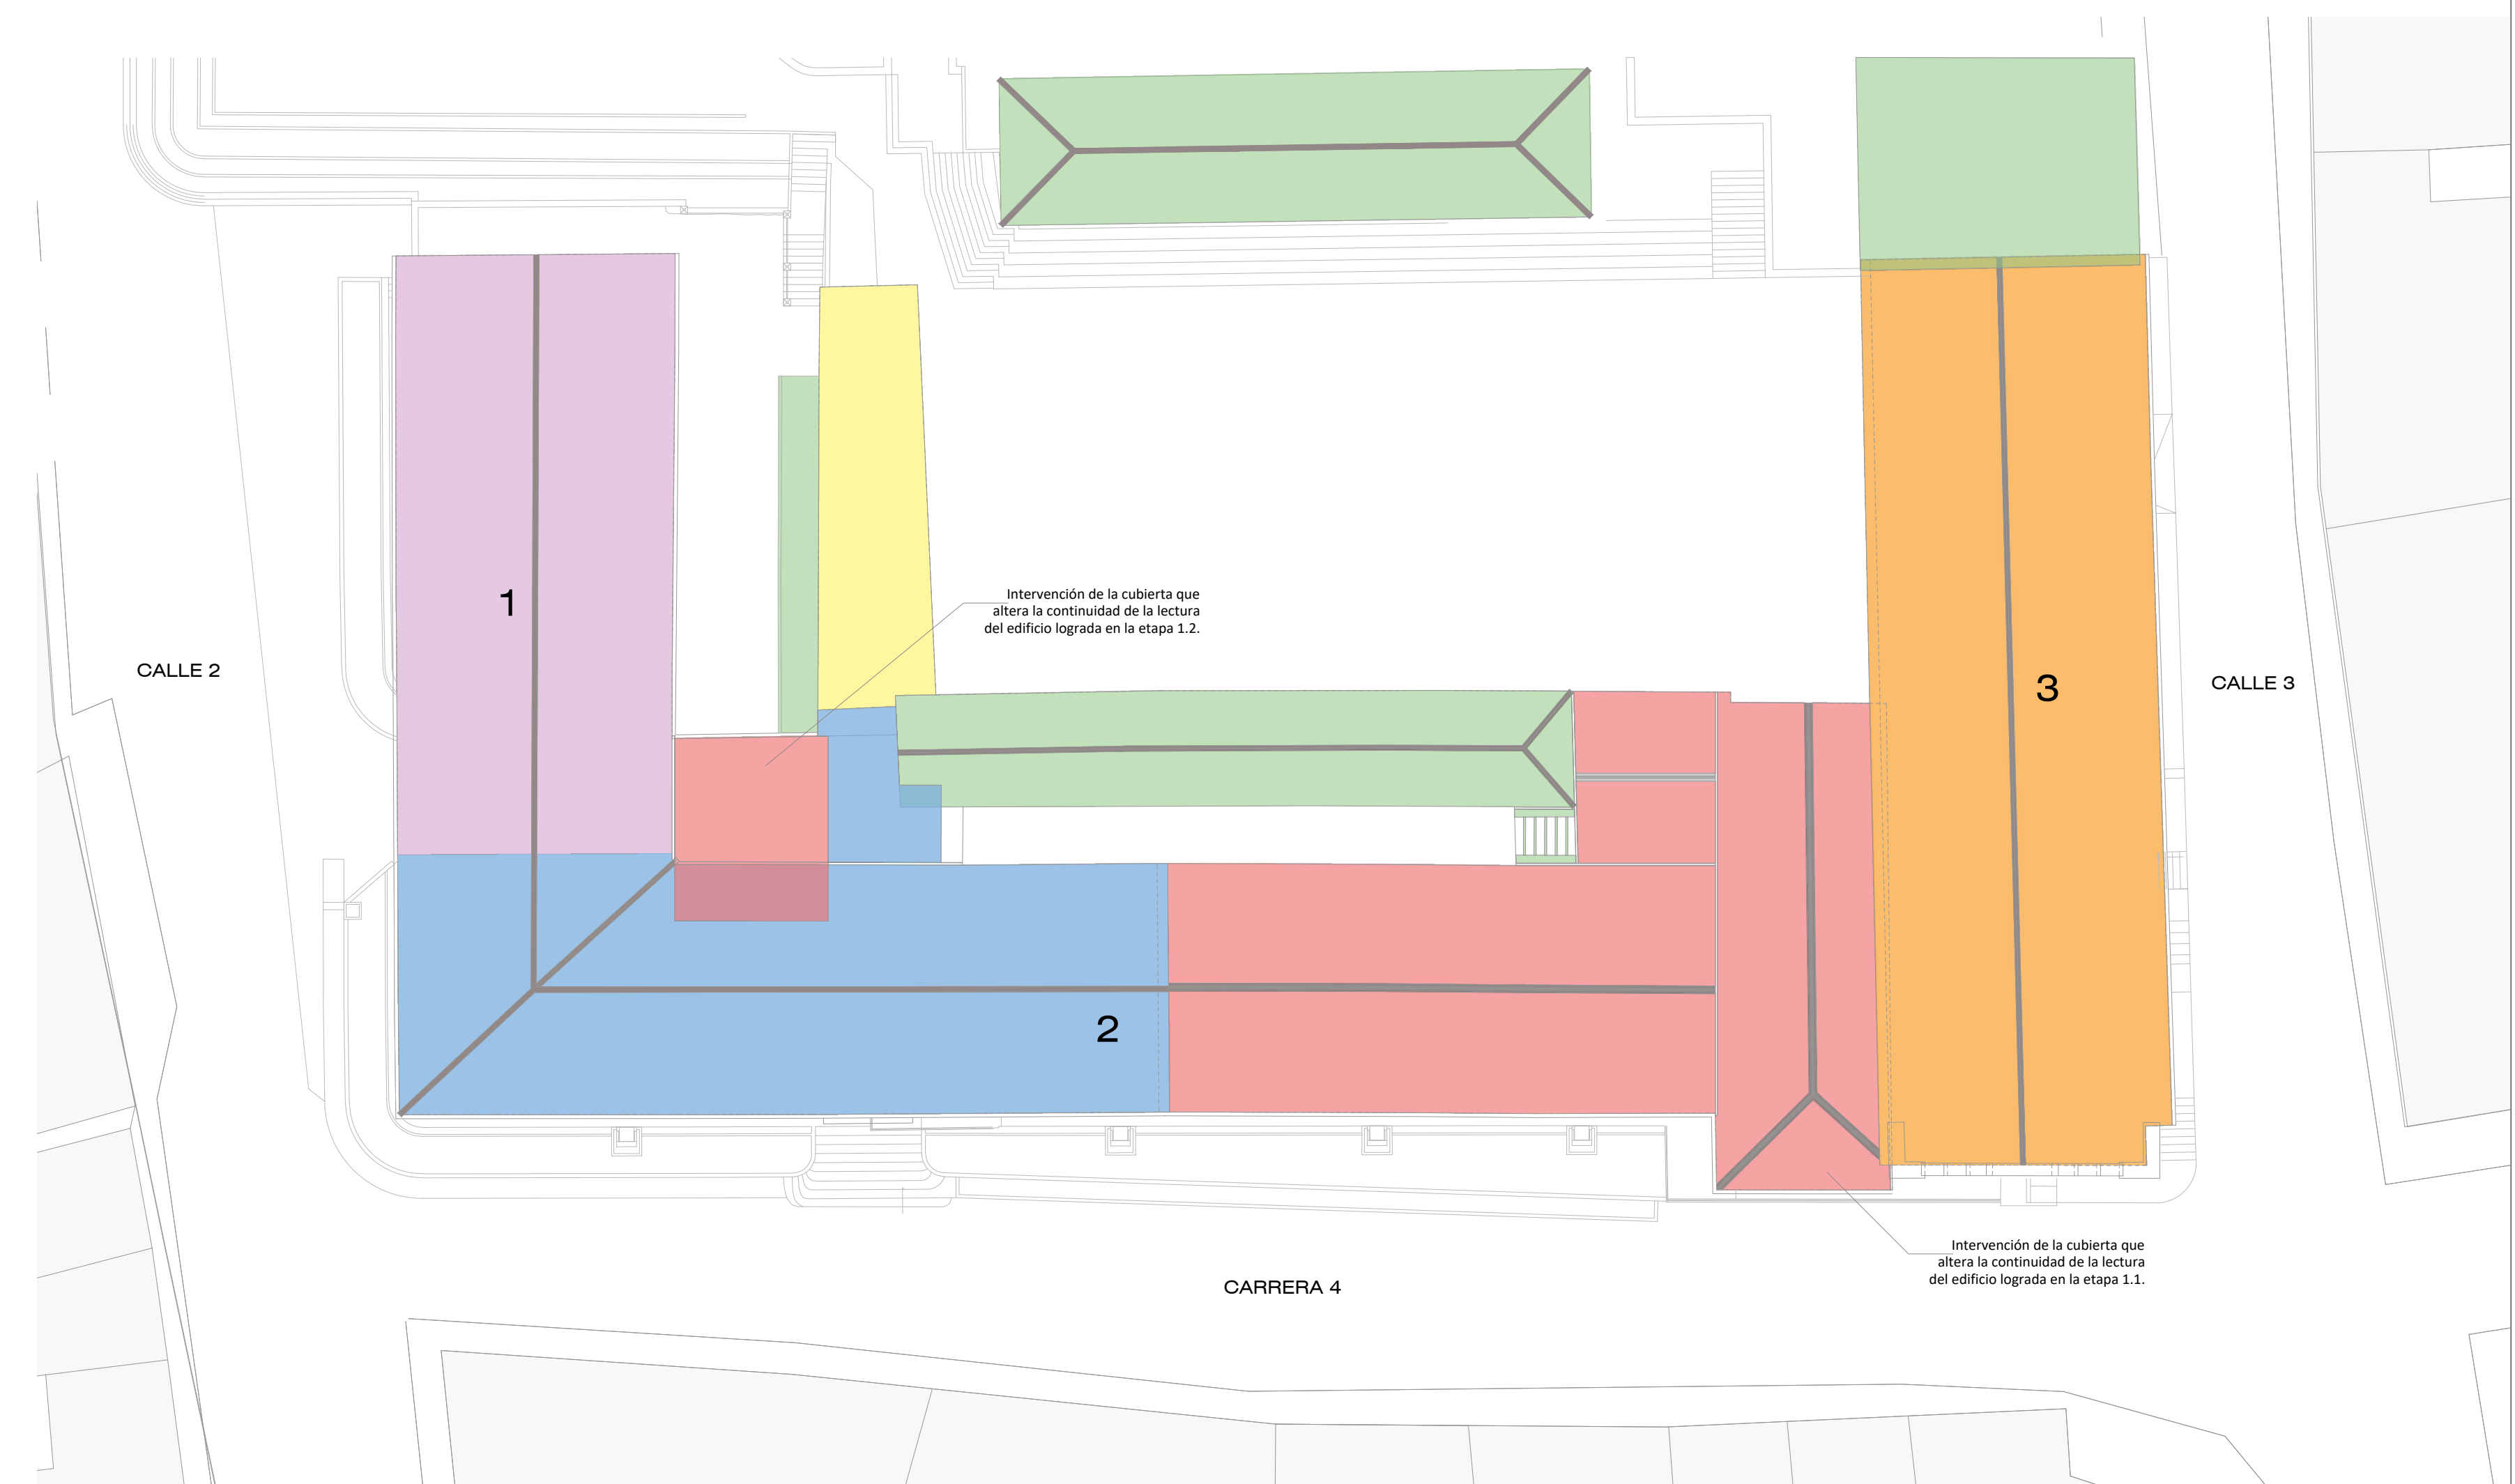 1
Intervención de la cubierta que
altera la continuidad de la lectura
del edificio lograda en la etapa 1.2.
CALLE 2
3
CALLE 3
2
Intervención de la cubierta que
altera la continuidad de la lectura
del edificio lograda en la etapa 1.1.
CARRERA 4